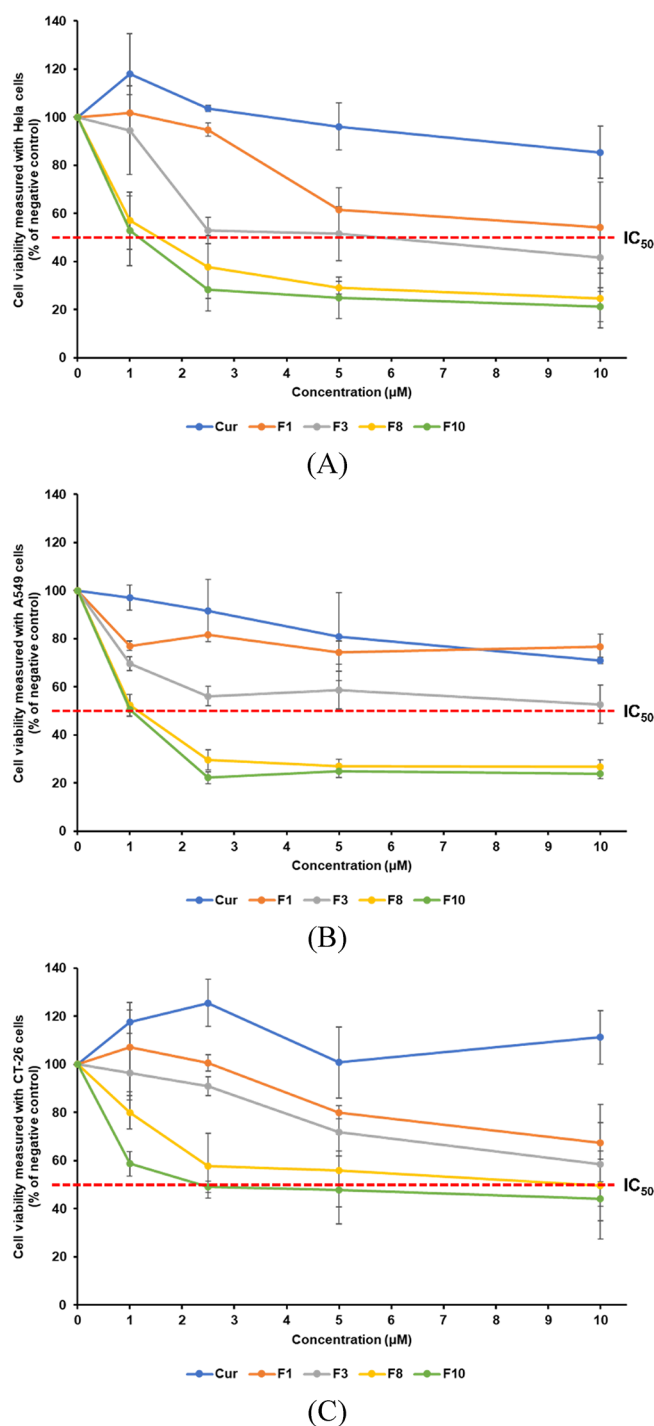 140
120
100
80
60
40
20
0
Cell viability measured with Hela cells
(% of negative control)
IC50
0 1 2 3 4 5 6 7 8 9 10
Concentration (µM)
Cur F1 F3 F8 F10
(A)
140
120
100
80
60
40
20
0
Cell viability measured with A549 cells
(% of negative control)
IC50
0 1 2 3 4 5 6 7 8 9 10
Concentration (µM)
Cur F1 F3 F8 F10
(B)
140
120
100
80
60
40
20
0
Cell viability measured with CT-26 cells
(% of negative control)
IC50
0 1 2 3 4 5 6 7 8 9 10
Concentration (µM)
Cur F1 F3 F8 F10
(C)